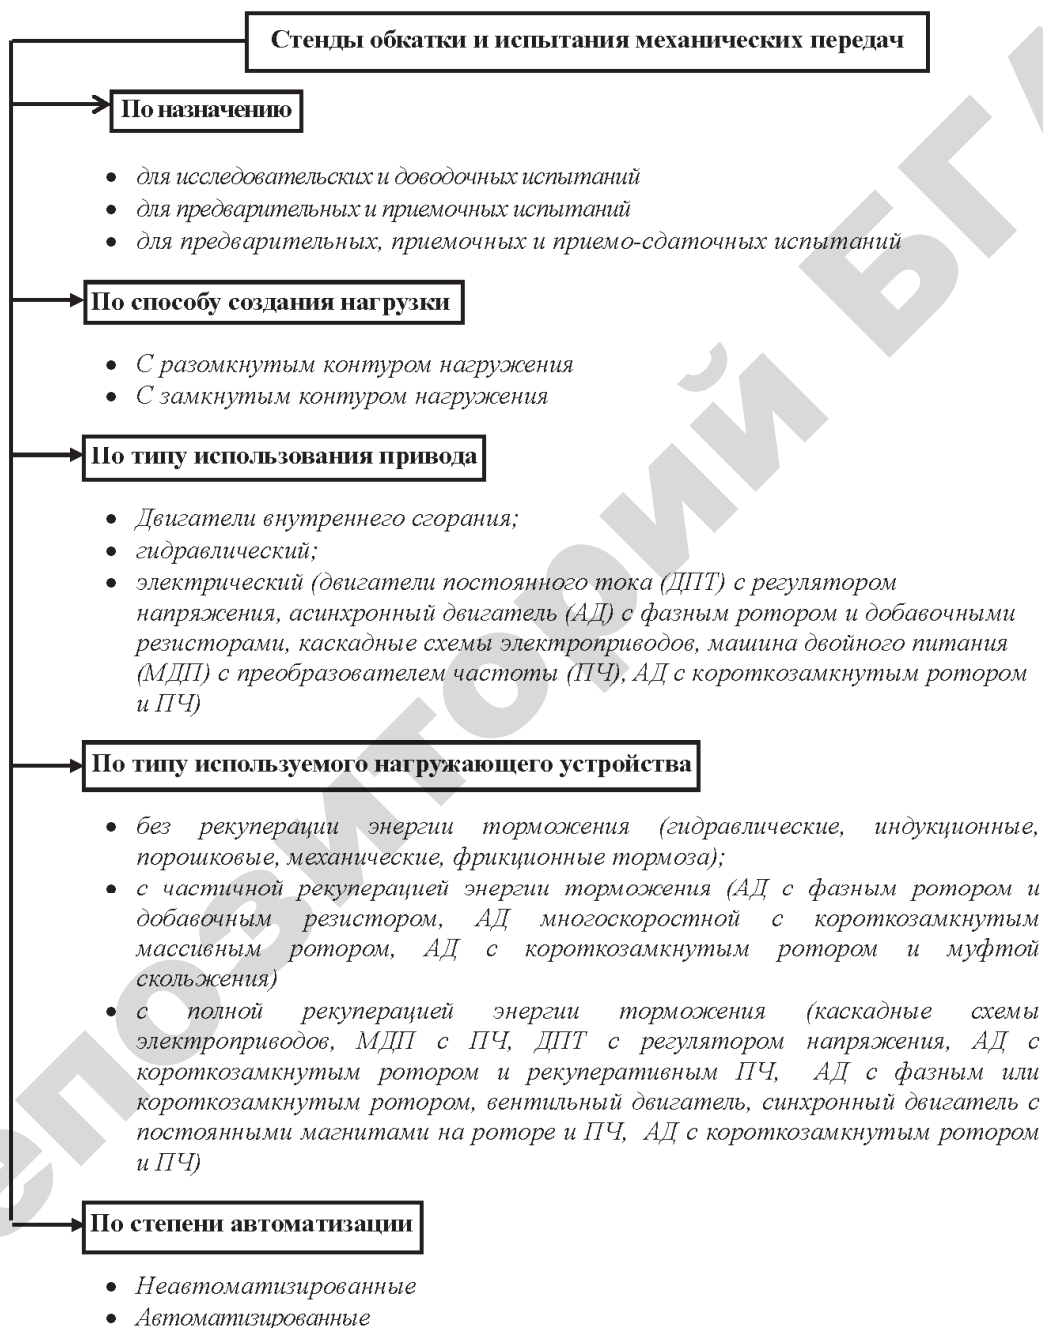 Стенды обкатки и испытания механических передач
По назначению
• для исследовательских и доводочных испытаний
• для предварительных и приемочных испытаний
• для предварительных, приемочных и приемо-сдаточных испытаний
По способу создания нагрузки
• С разомкнутым контуром нагружения
• С замкнутым контуром нагружения
По типу использования привода
• Двигатели внутреннего сгорания;
• гидравлический;
• электрический (двигатели постоянного тока (ДПТ) с регулятором
напряжения, асинхронный двигатель (АД) с фазным ротором и добавочными
резисторами, каскадные схемы электроприводов, машина двойного питания
(МДП) с преобразователем частоты (ПЧ), АД с короткозамкнутым ротором
и ПЧ)
По типу используемого нагружающего устройства
• без рекуперации энергии торможения (гидравлические, индукционные,
порошковые, механические, фрикционные тормоза);
• с частичной рекуперацией энергии торможения (АД с фазным ротором и
добавочным резистором, АД многоскоростной с короткозамкнутым
массивным ротором, АД с короткозамкнутым ротором и муфтой
скольжения)
• с полной рекуперацией энергии торможения (каскадные схемы
электроприводов, МДП с ПЧ, ДПТ с регулятором напряжения, АД с
короткозамкнутым ротором и рекуперативным ПЧ, АД с фазным или
короткозамкнутым ротором, вентильный двигатель, синхронный двигатель с
постоянными магнитами на роторе и ПЧ, АД с короткозамкнутым ротором
и ПЧ)
По степени автоматизации
• Неавтоматизированные
• Автоматизированные
епозиторий БГА